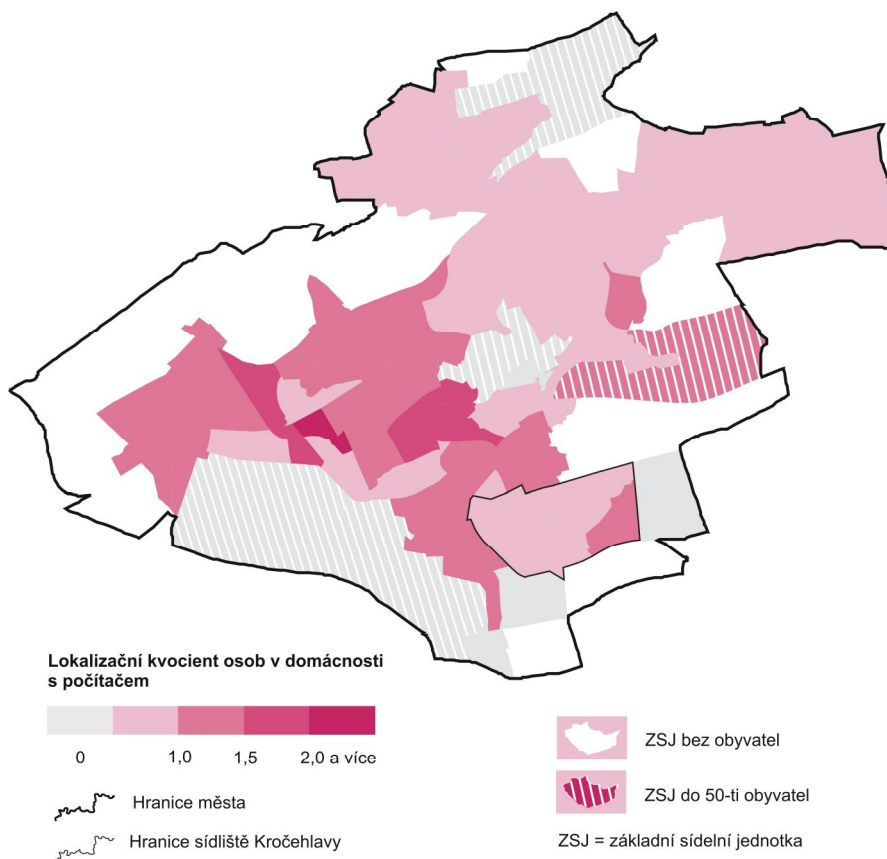 Lokalizační kvocient osob v domácnosti
s počítačem
0 1,0 1,5 2,0 a více
Hranice města
Hranice sídliště Kročehlavy
ZSJ bez obyvatel
ZSJ do 50-ti obyvatel
ZSJ = základní sídelní jednotka